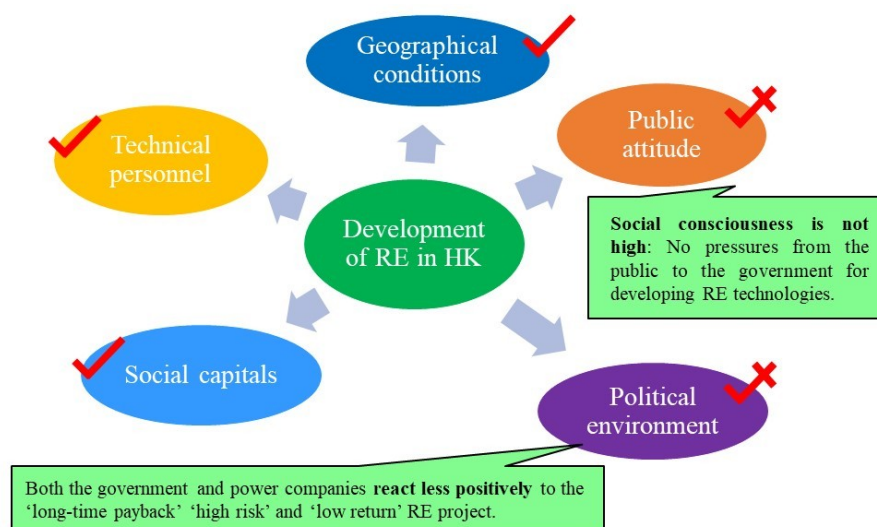 Geographical
conditions
Technical
personnel
Public
attitude
Development
of RE in HK
Social consciousness is not
high: No pressures from the
public to the government for
developing RE technologies.
Social capitals
Political
environment
Both the government and power companies react less positively to the
‘long-time payback’ ‘high risk’ and ‘low return’ RE project.